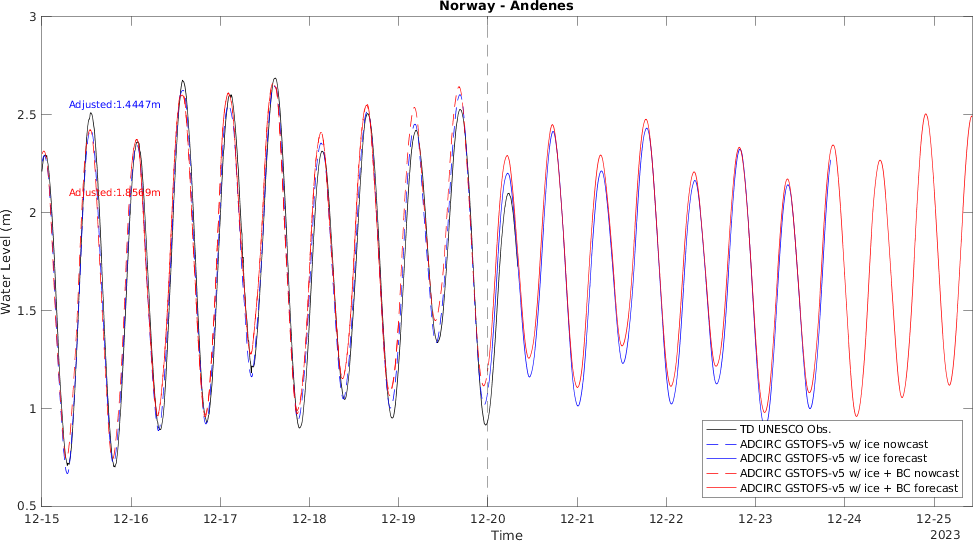 Norway - Andenes
3
2.5
2
1.5
1
0.5
Water Level (m)
Adjusted:1.4447m
Adjusted:1.8569m
TD UNESCO Obs.
ADCIRC GSTOFS-v5 w/ ice nowcast
ADCIRC GSTOFS-v5 w/ ice forecast
ADCIRC GSTOFS-v5 w/ ice + BC nowcast
ADCIRC GSTOFS-v5 w/ ice + BC forecast
12-15 12-16 12-17 12-18 12-19 12-20 12-21 12-22 12-23 12-24 12-25
Time
2023